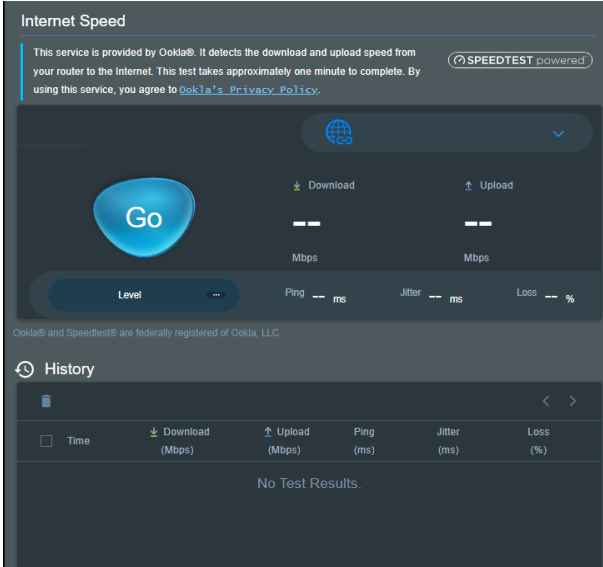 Internet Speed
This service is provided by Ookla®. It detects the download and upload speed from
your router to the Internet. This test takes approximately one minute to complete. By
using this service, you agree to Ookla's Privacy Policy.
SPEEDTEST powered
Go
Download
Upload
--
--
Mbps
Mbps
Level ...
Ping -- ms
Jitter -- ms
Loss -- %
Ookla® and Speedtest® are federally registered of Ookla, LLC.
History
Time
Download
(Mbps)
Upload
(Mbps)
Ping
(ms)
Jitter
(ms)
Loss
(%)
No Test Results.